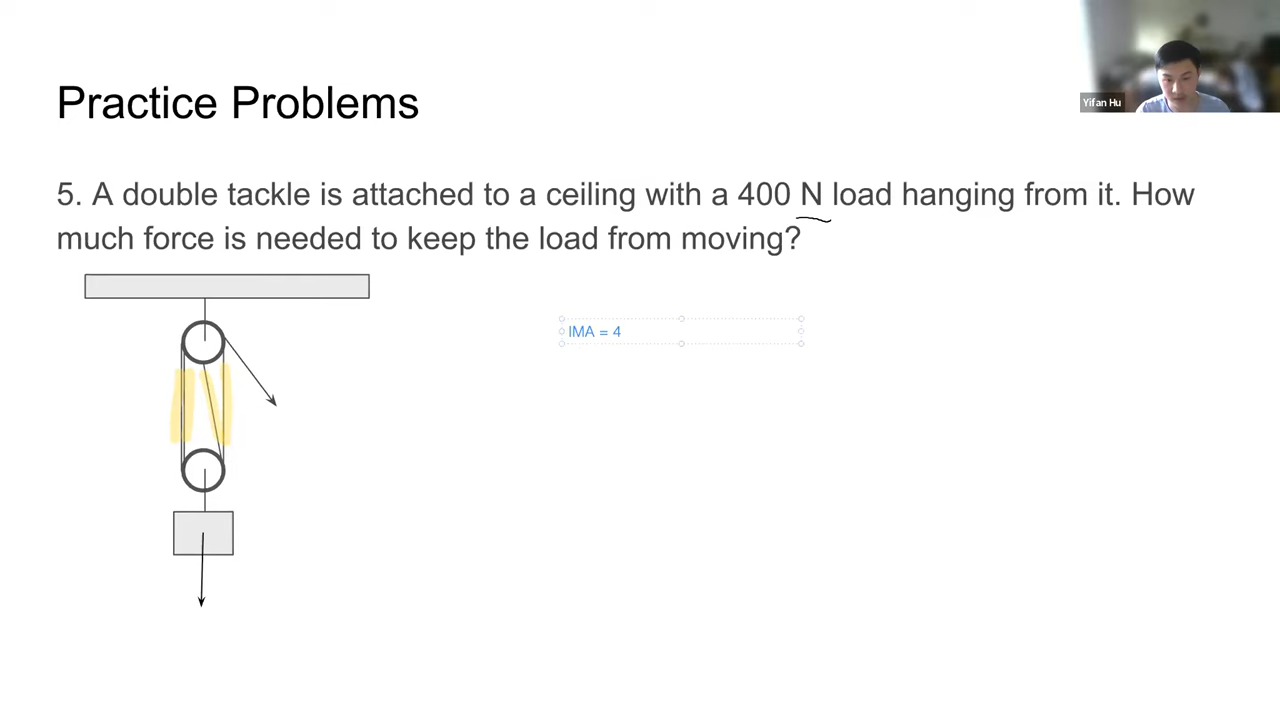 Yifan Hu
Practice Problems
5. A double tackle is attached to a ceiling with a 400 N load hanging from it. How
much force is needed to keep the load from moving?
IMA = 4